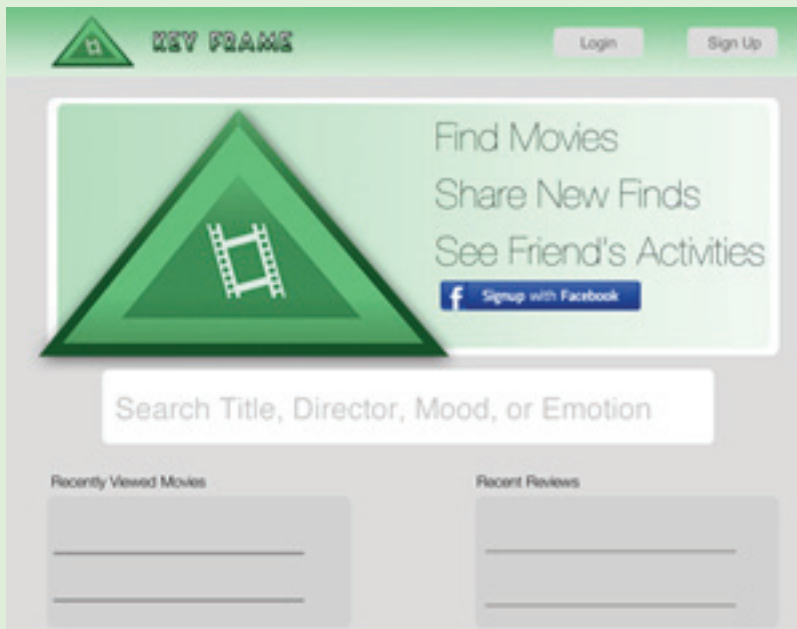 KEY FRAME
Login
Sign Up
Find Movies
Share New Finds
See Friend's Activities
f Signup with Facebook
Search Title, Director, Mood, or Emotion
Recently Viewed Movies
Recent Reviews